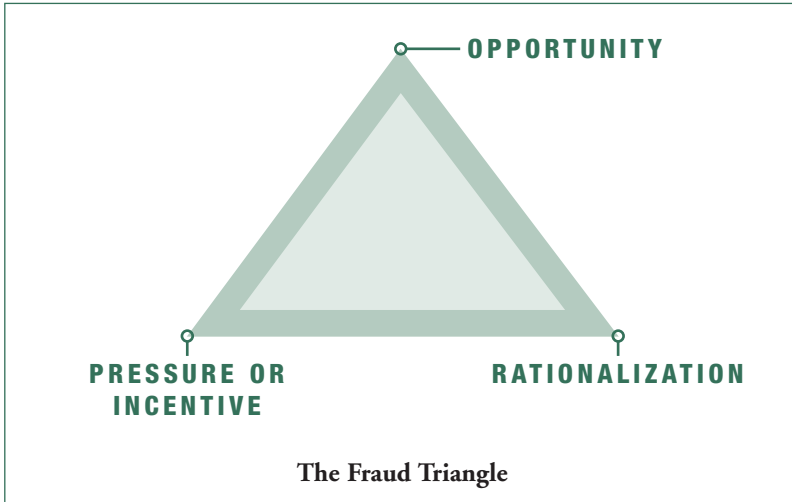 OPPORTUNITY
PRESSURE OR
INCENTIVE
RATIONALIZATION
The Fraud Triangle